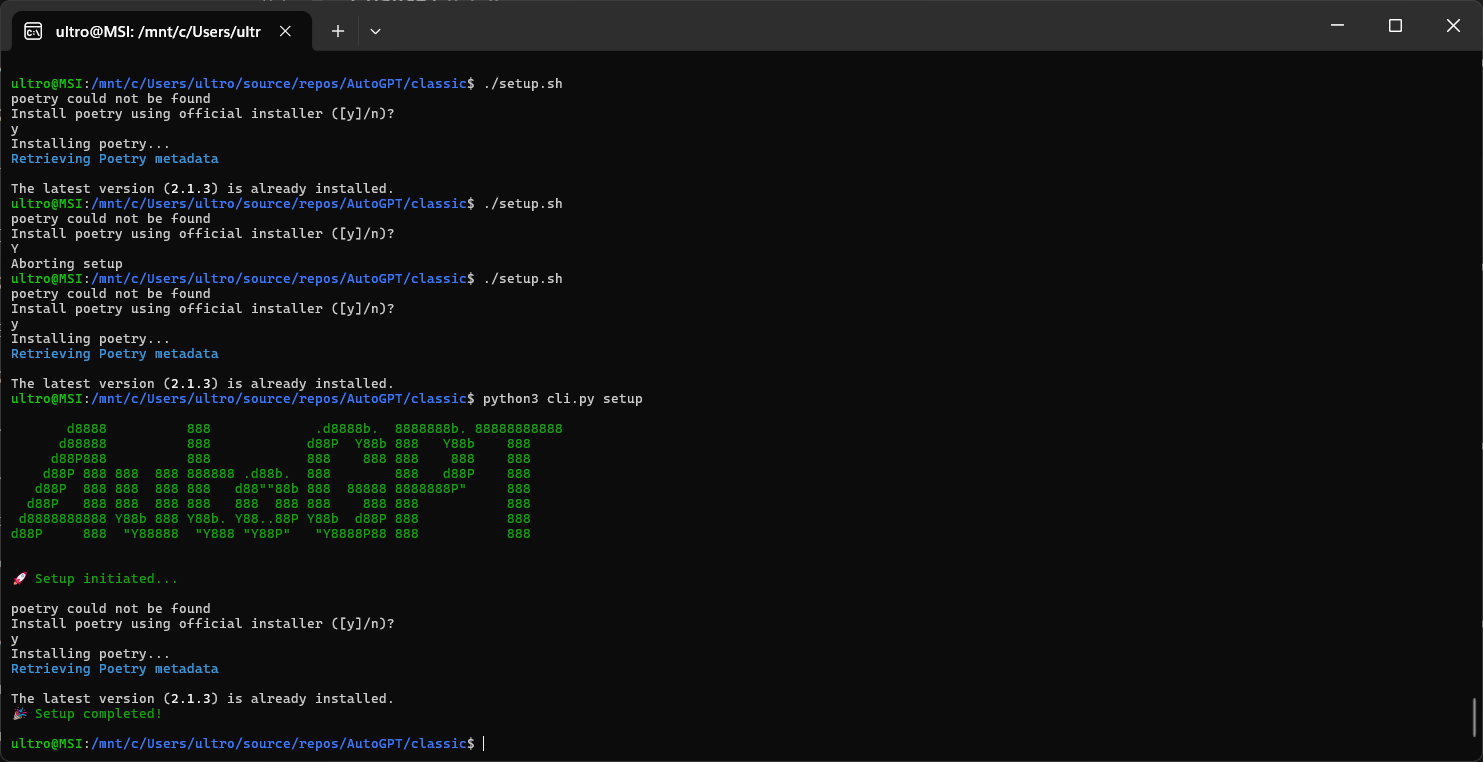 ultro@MSI: /mnt/c/Users/ultr
ultro@MSI:/mnt/c/Users/ultro/source/repos/AutoGPT/classic$ ./setup.sh
poetry could not be found
Install poetry using official installer ([y]/n)?
y
Installing poetry...
Retrieving Poetry metadata
The latest version (2.1.3) is already installed.
ultro@MSI:/mnt/c/Users/ultro/source/repos/AutoGPT/classic$ ./setup.sh
poetry could not be found
Install poetry using official installer ([y]/n)?
Y
Aborting setup
ultro@MSI:/mnt/c/Users/ultro/source/repos/AutoGPT/classic$ ./setup.sh
poetry could not be found
Install poetry using official installer ([y]/n)?
y
Installing poetry...
Retrieving Poetry metadata
The latest version (2.1.3) is already installed.
ultro@MSI:/mnt/c/Users/ultro/source/repos/AutoGPT/classic$ python3 cli.py setup
       d8888          888             .d8888b.  8888888b. 88888888888
      d88888          888            d88P  Y88b 888   Y88b    888
     d88P888          888            888    888 888    888    888
    d88P 888 888  888 888888 .d88b.  888        888   d88P    888
   d88P  888 888  888 888   d88""88b 888  88888 8888888P"     888
  d88P   888 888  888 888   888  888 888    888 888           888
 d8888888888 Y88b 888 Y88b. Y88..88P Y88b  d88P 888           888
d88P     888  "Y88888  "Y888 "Y88P"   "Y8888P88 888           888
🚀 Setup initiated...
poetry could not be found
Install poetry using official installer ([y]/n)?
y
Installing poetry...
Retrieving Poetry metadata
The latest version (2.1.3) is already installed.
🎉 Setup completed!
ultro@MSI:/mnt/c/Users/ultro/source/repos/AutoGPT/classic$